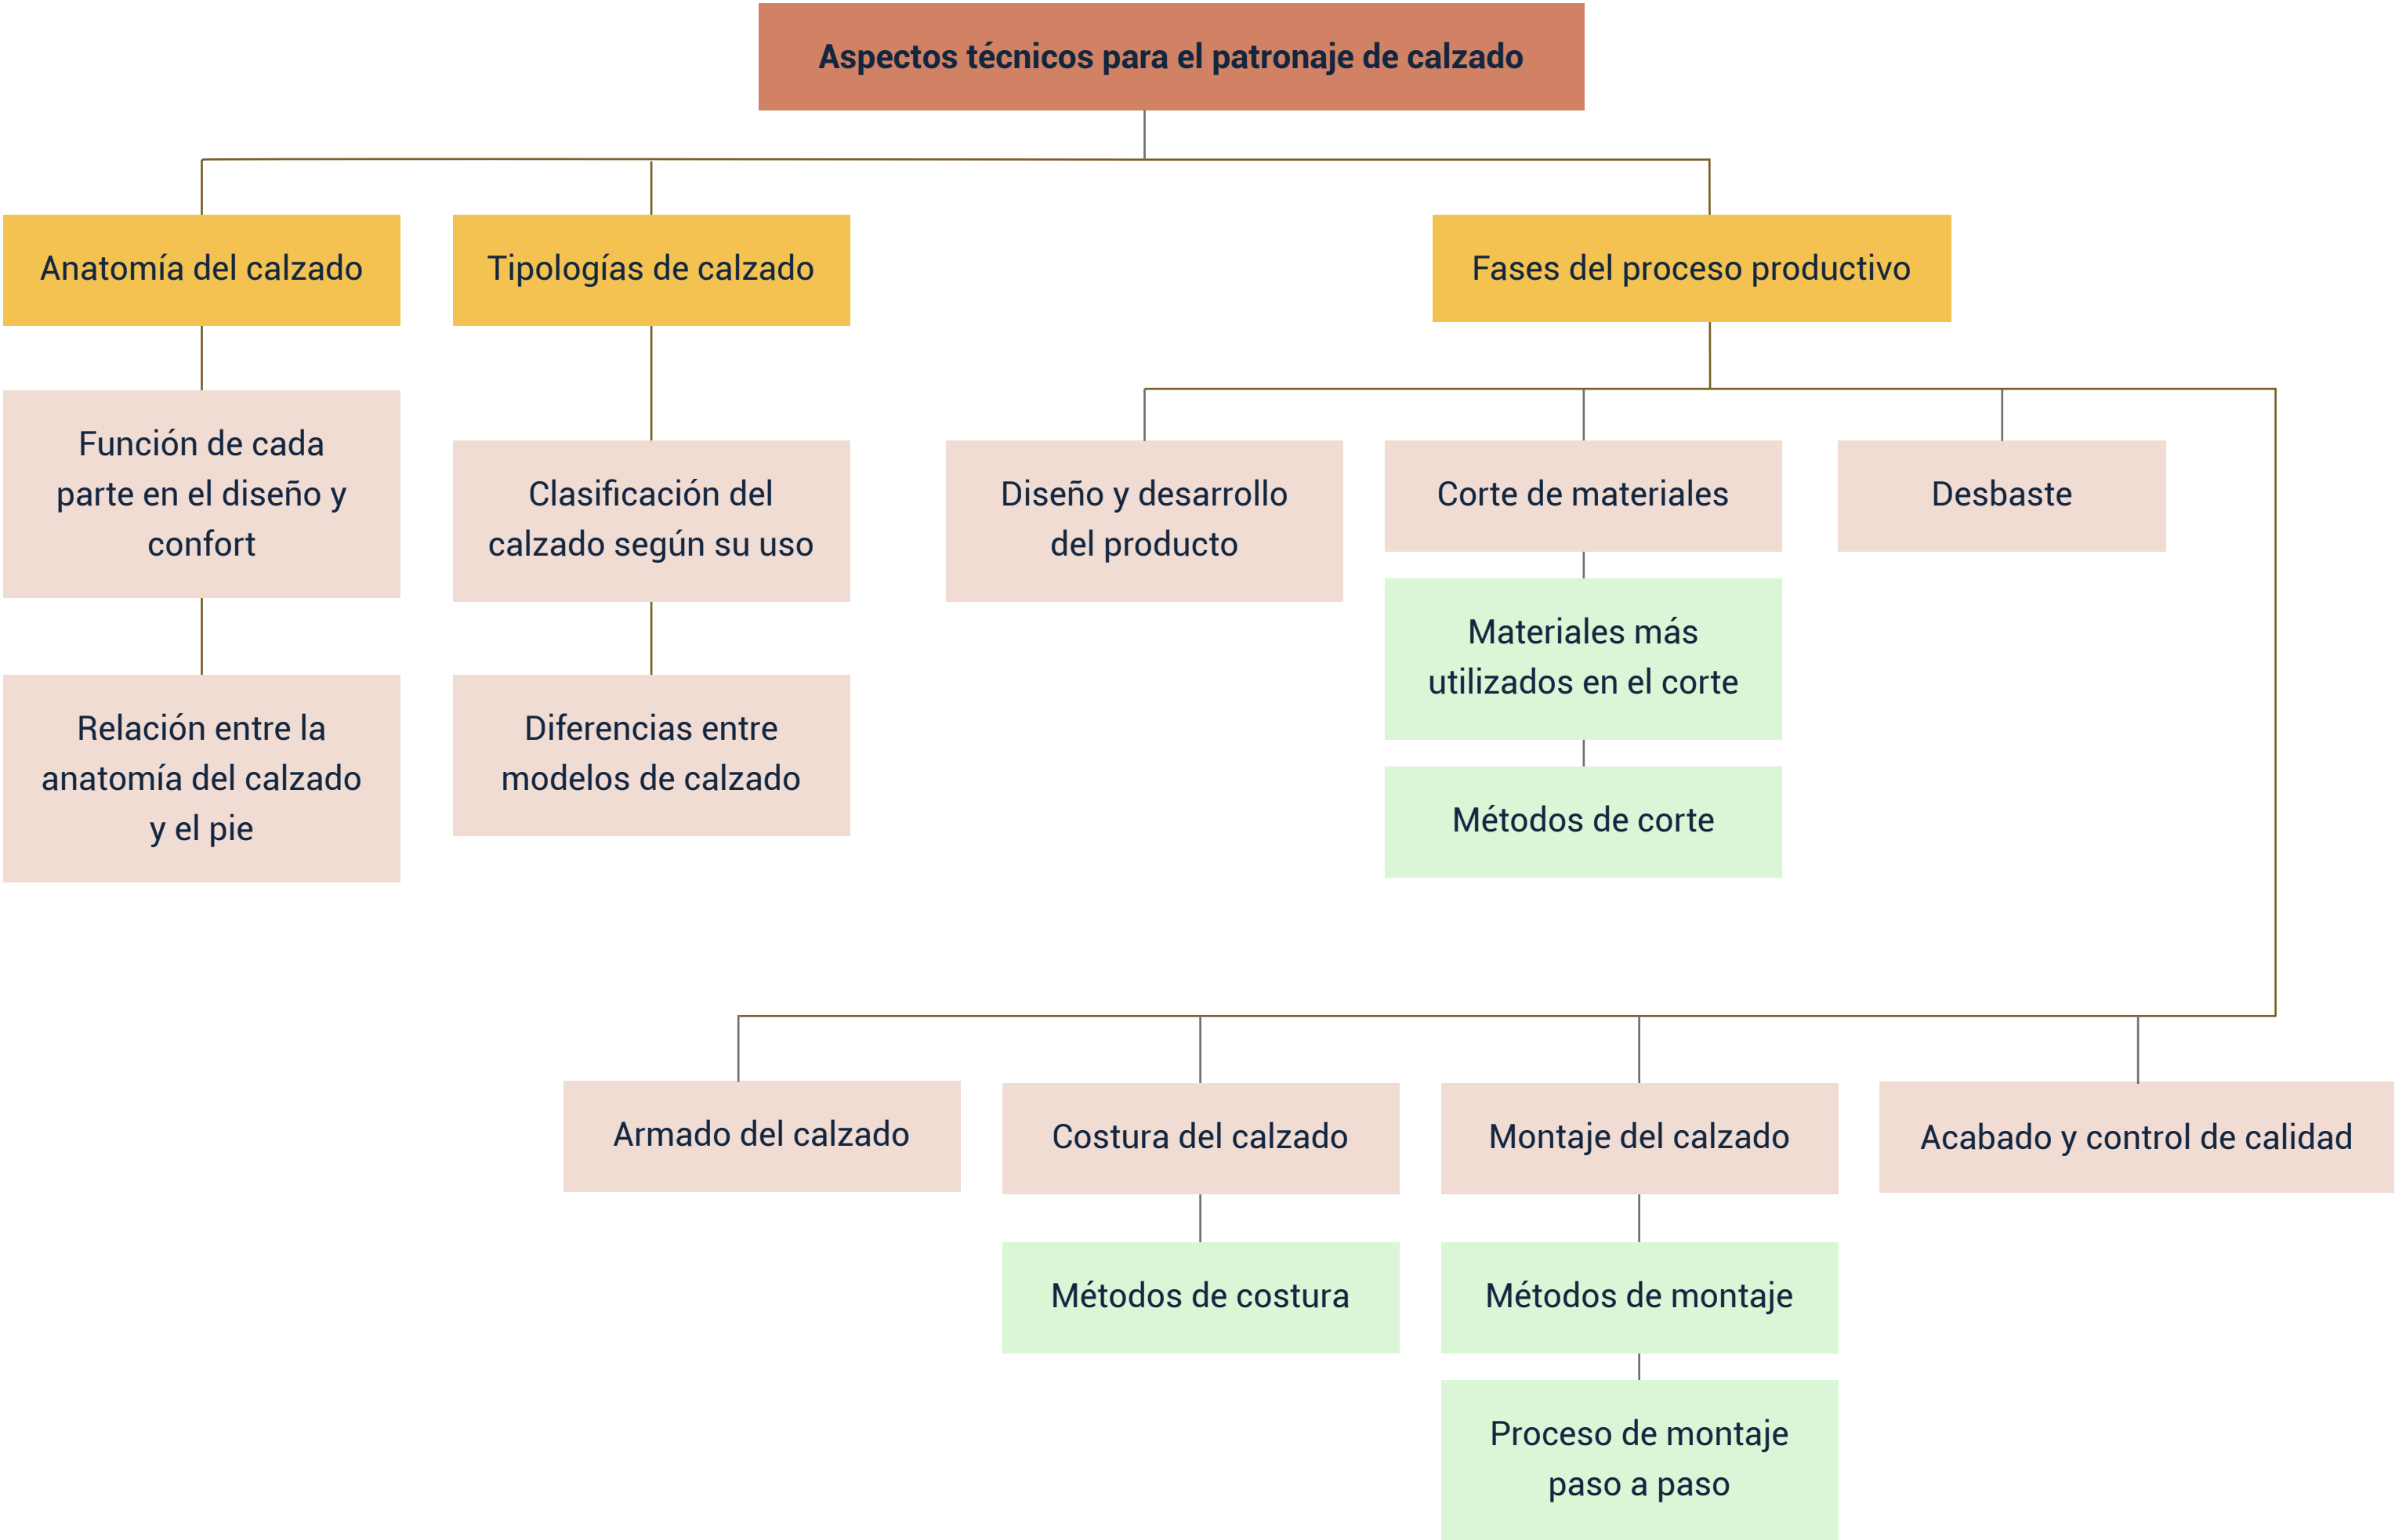 Aspectos técnicos para el patronaje de calzado
Anatomía del calzado
Tipologías de calzado
Fases del proceso productivo
Función de cada
parte en el diseño y
confort
Relación entre la
anatomía del calzado
y el pie
Clasificación del
calzado según su uso
Diferencias entre
modelos de calzado
Diseño y desarrollo
del producto
Corte de materiales
Materiales más
utilizados en el corte
Métodos de corte
Desbaste
Armado del calzado
Costura del calzado
Métodos de costura
Montaje del calzado
Métodos de montaje
Proceso de montaje
paso a paso
Acabado y control de calidad